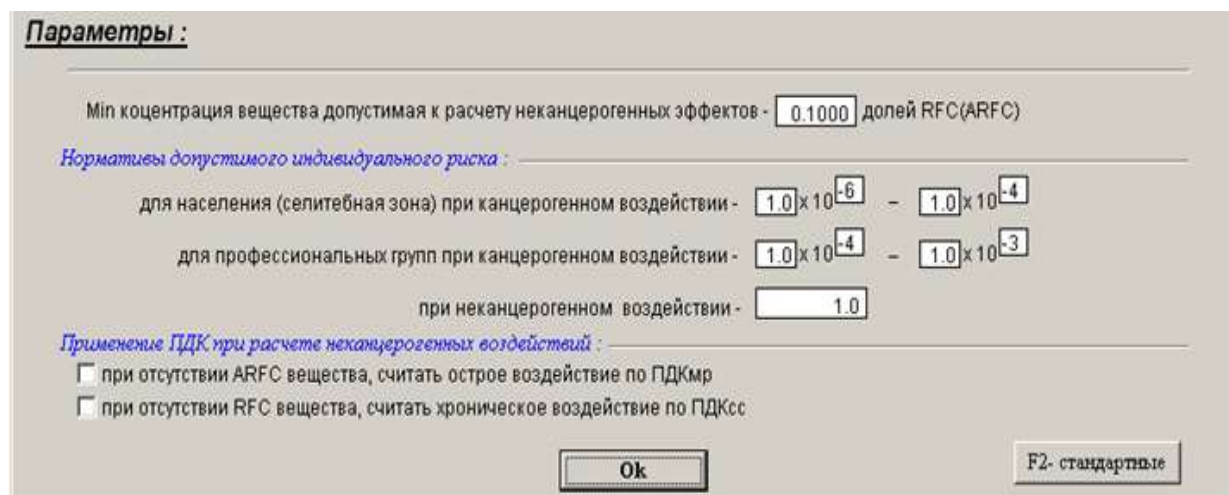 Параметры :
Min коцентрация вещества допустимая к расчету неканцерогенных эффектов - 0.1000 долей RFC(ARFC)
Нормативы допустимого индивидуального риска :
для населения (селитебная зона) при канцерогенном воздействии - 1.0 x 10 -6 – 1.0 x 10 -4
для профессиональных групп при канцерогенном воздействии - 1.0 x 10 -4 – 1.0 x 10 -3
при неканцерогенном воздействии - 1.0
Применение ПДК при расчете неканцерогенных воздействий :
при отсутствии ARFC вещества, считать острое воздействие по ПДКмр
при отсутствии RFC вещества, считать хроническое воздействие по ПДКсс
Ok
F2- стандартные